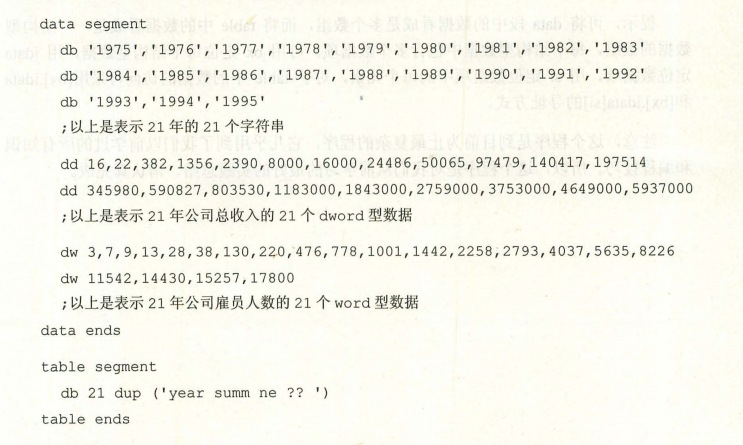 data segment
db '1975','1976','1977','1978','1979','1980','1981','1982','1983'
db '1984','1985','1986','1987','1988','1989','1990','1991','1992'
db '1993','1994','1995'
;以上是表示 21 年的 21 个字符串
dd 16,22,382,1356,2390,8000,16000,24486,50065,97479,140417,197514
dd 345980,590827,803530,1183000,1843000,2759000,3753000,4649000,5937000
;以上是表示 21 年公司总收入的 21 个 dword 型数据
dw 3,7,9,13,28,38,130,220,476,778,1001,1442,2258,2793,4037,5635,8226
dw 11542,14430,15257,17800
;以上是表示 21 年公司雇员人数的 21 个 word 型数据
data ends
table segment
db 21 dup ('year summ ne ?? ')
table ends